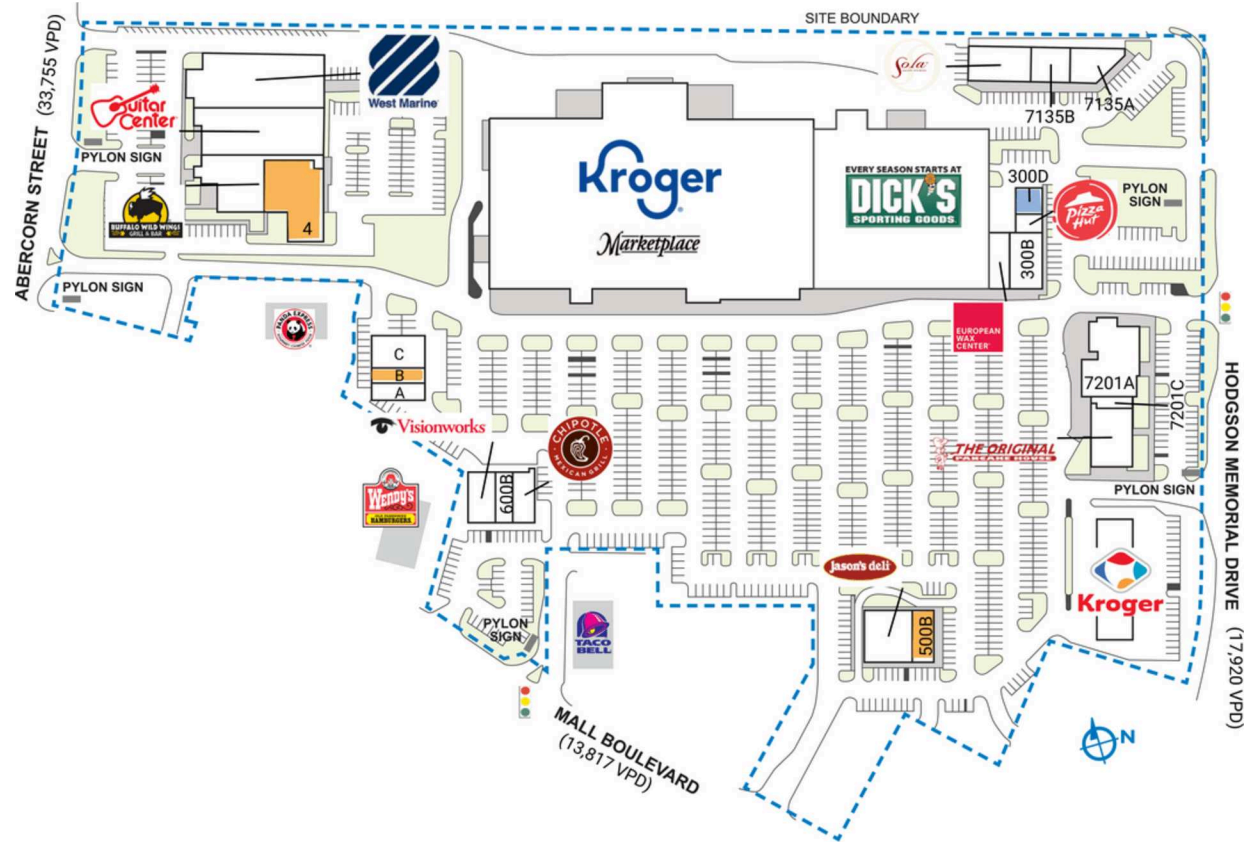 SITE BOUNDARY
ABERCORN STREET (33,755 VPD)
West Marine
Guitar
Center
PYLON SIGN
BUFFALO WILD WINGS
GRILL & BAR
4
PYLON SIGN
Sola
7135B
7135A
Kroger
Marketplace
EVERY SEASON STARTS AT
DICK'S
SPORTING GOODS
300D
Pizza
Hut
PYLON
SIGN
300B
EUROPEAN
WAX
CENTER
PANDA EXPRESS
C
B
A
Visionworks
CHIPOTLE
MEXICAN GRILL
600B
Wendy's
OLD FASHIONED
HAMBURGERS
7201A
7201C
THE ORIGINAL
PANCAKE HOUSE
PYLON SIGN
HODGSON MEMORIAL DRIVE (17,920 VPD)
Kroger
jason's deli
500B
PYLON
SIGN
TACO
BELL
MALL BOULEVARD
(13,817 VPD)
N